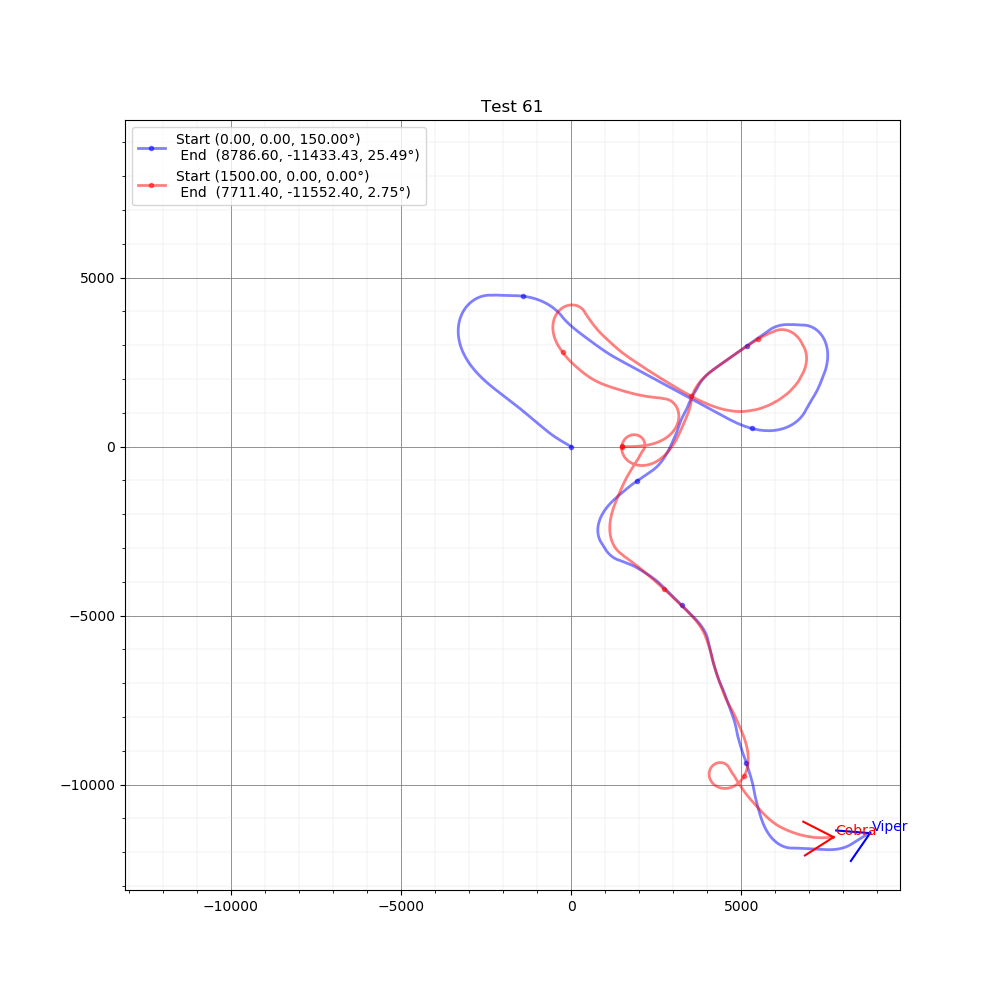 Test 61
Start (0.00, 0.00, 150.00°)
End  (8786.60, -11433.43, 25.49°)
Start (1500.00, 0.00, 0.00°)
End  (7711.40, -11552.40, 2.75°)
5000
0
−5000
−10000
Cobra
Viper
−10000
−5000
0
5000